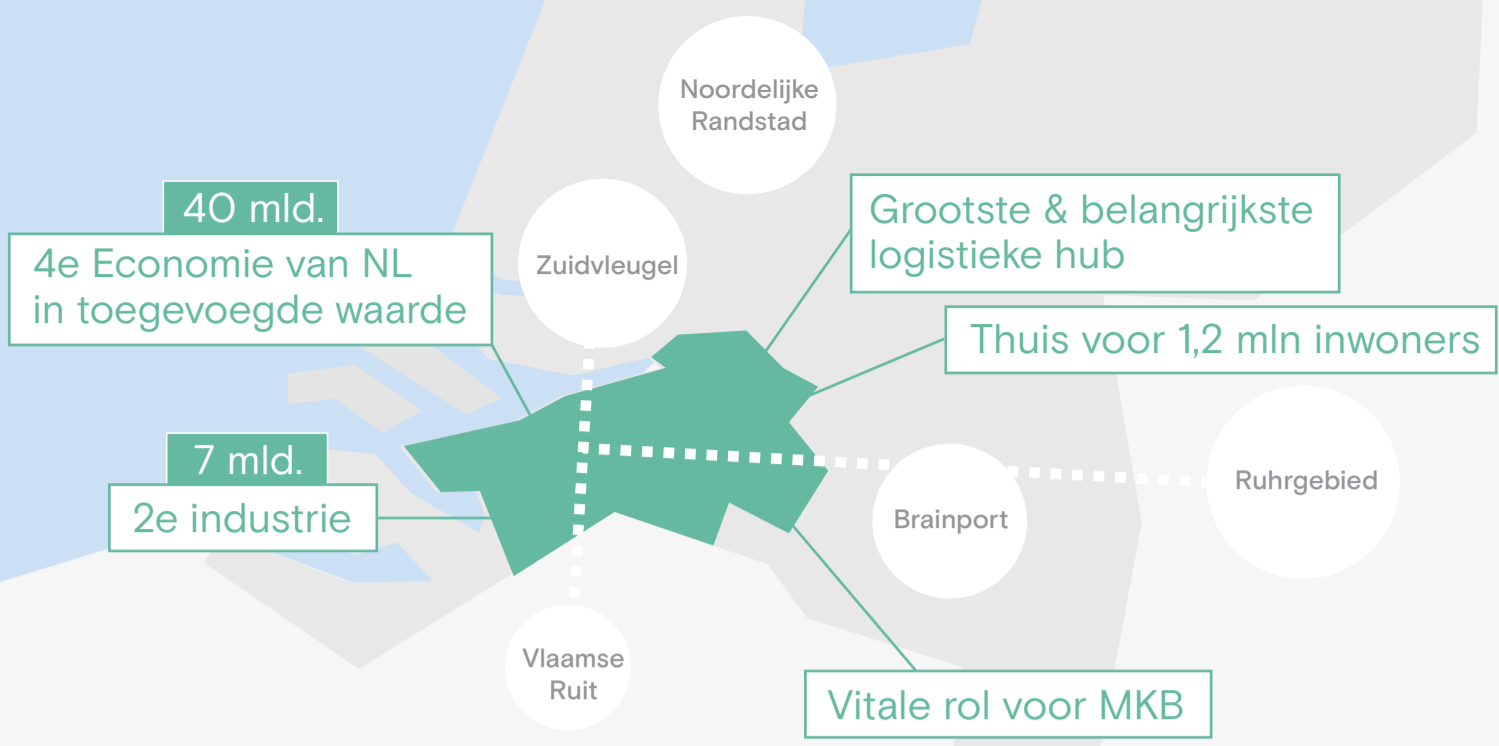 Noordelijke
Randstad
40 mld.
4e Economie van NL
in toegevoegde waarde
Zuidvleugel
Grootste & belangrijkste
logistieke hub
Thuis voor 1,2 mln inwoners
7 mld.
2e industrie
Brainport
Ruhrgebied
Vlaamse
Ruit
Vitale rol voor MKB